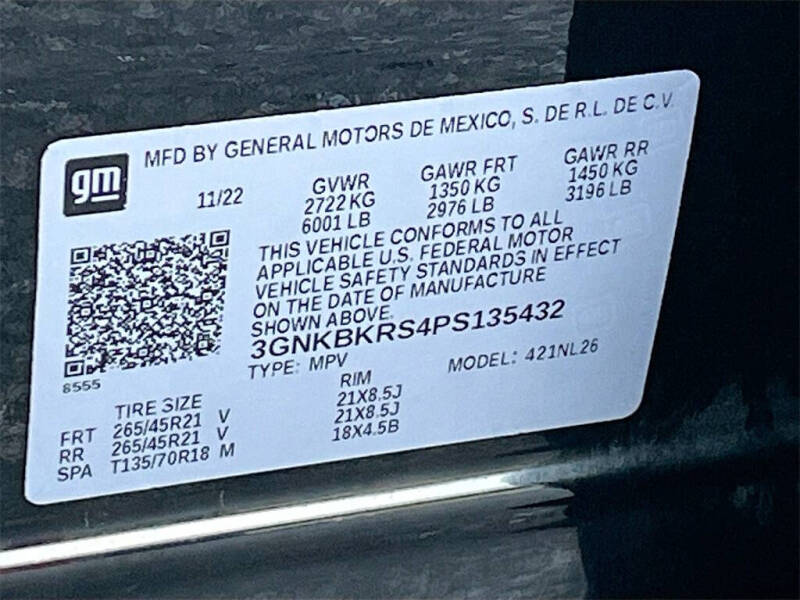 MFD BY GENERAL MOTORS DE MEXICO, S. DE R.L. DE C.V.
gm
11/22
GVWR GAWR FRT GAWR RR
2722 KG 1350 KG 1450 KG
6001 LB 2976 LB 3196 LB
THIS VEHICLE CONFORMS TO ALL
APPLICABLE U.S. FEDERAL MOTOR
VEHICLE SAFETY STANDARDS IN EFFECT
ON THE DATE OF MANUFACTURE
SHOWN ABOVE.
3GNKBKRS4PS135432
8555
TYPE: MPV MODEL: 421NL26
TIRE SIZE RIM
FRT 265/45R21 V 21X8.5J
RR 265/45R21 V 21X8.5J
SPA T135/70R18 M 18X4.5B